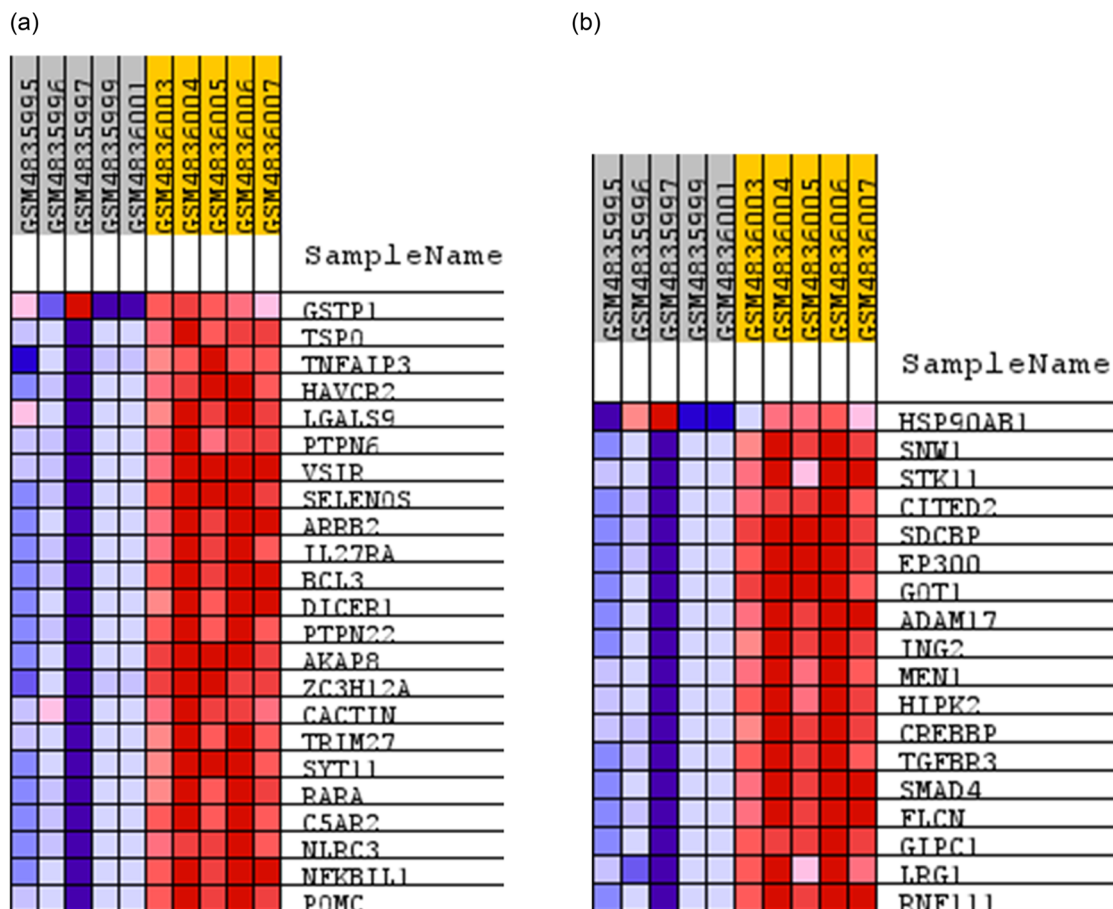 (a)
GSM4835995
GSM4835996
GSM4835997
GSM4835999
GSM4836001
GSM4836003
GSM4836004
GSM4836005
GSM4836006
GSM4836007
SampleName
GSTP1
TSPO
TNFAIP3
HAVCR2
LGALS9
PTPN6
VSIR
SELENOS
ARRB2
IL27RA
BCL3
DICER1
PTPN22
AKAP8
ZC3H12A
CACTIN
TRIM27
SYT11
RARA
C5AR2
NLRC3
NFKBIL1
POMC
(b)
GSM4835995
GSM4835996
GSM4835997
GSM4835999
GSM4836001
GSM4836003
GSM4836004
GSM4836005
GSM4836006
GSM4836007
SampleName
HSP90AB1
SNW1
STK11
CITED2
SDCBP
EP300
GOT1
ADAM17
ING2
MEN1
HIPK2
CREBBP
TGFBR3
SMAD4
FLCN
GIPC1
LRG1
RNF111